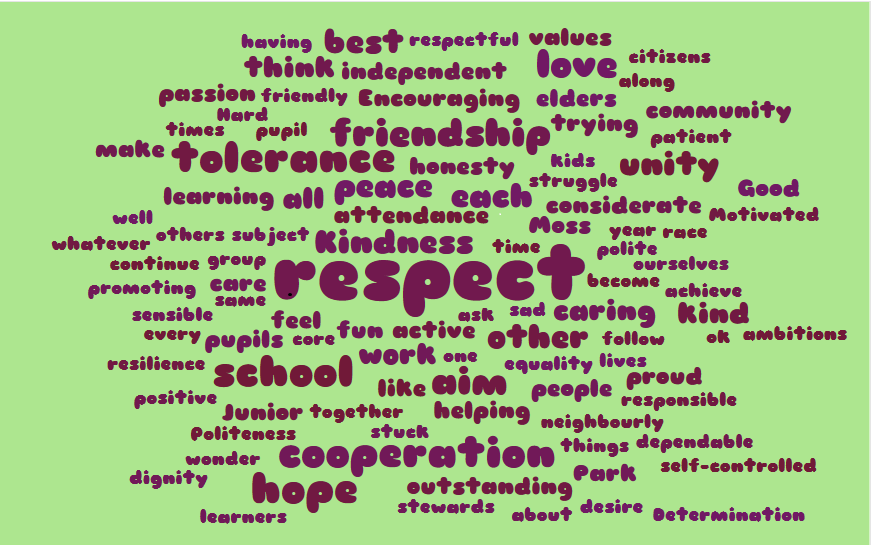 having best respectful values
think independent love citizens
along
passion friendly Encouraging elders
Hard community
times pupil friendship trying patient
make tolerance honesty kids unity
struggle
learning all peace each considerate Good
well attendance Moss Motivated
whatever others subject Kindness time year race
polite
continue group respect ourselves
promoting care become achieve
same
sensible feel ask sad caring kind
every pupils core fun active other follow ok ambitions
resilience school work one equality lives
like aim people proud
positive responsible
Junior together helping neighbourly
Politeness stuck
wonder cooperation things dependable
dignity hope outstanding Park self-controlled
learners stewards about desire Determination